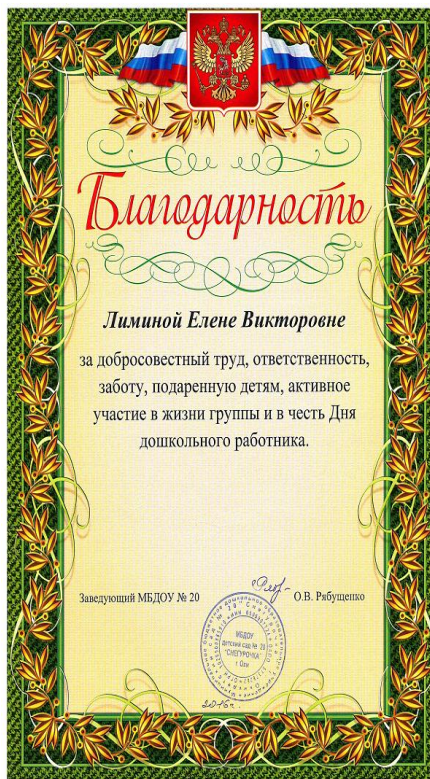 Благодарность
Лиминой Елене Викторовне
за добросовестный труд, ответственность,
заботу, подаренную детям, активное
участие в жизни группы и в честь Дня
дошкольного работника.
Заведующий МБДОУ № 20
О.В. Рябущенко
МБДОУ
детский сад № 20
"СНЕГУРОЧКА"
2016г.